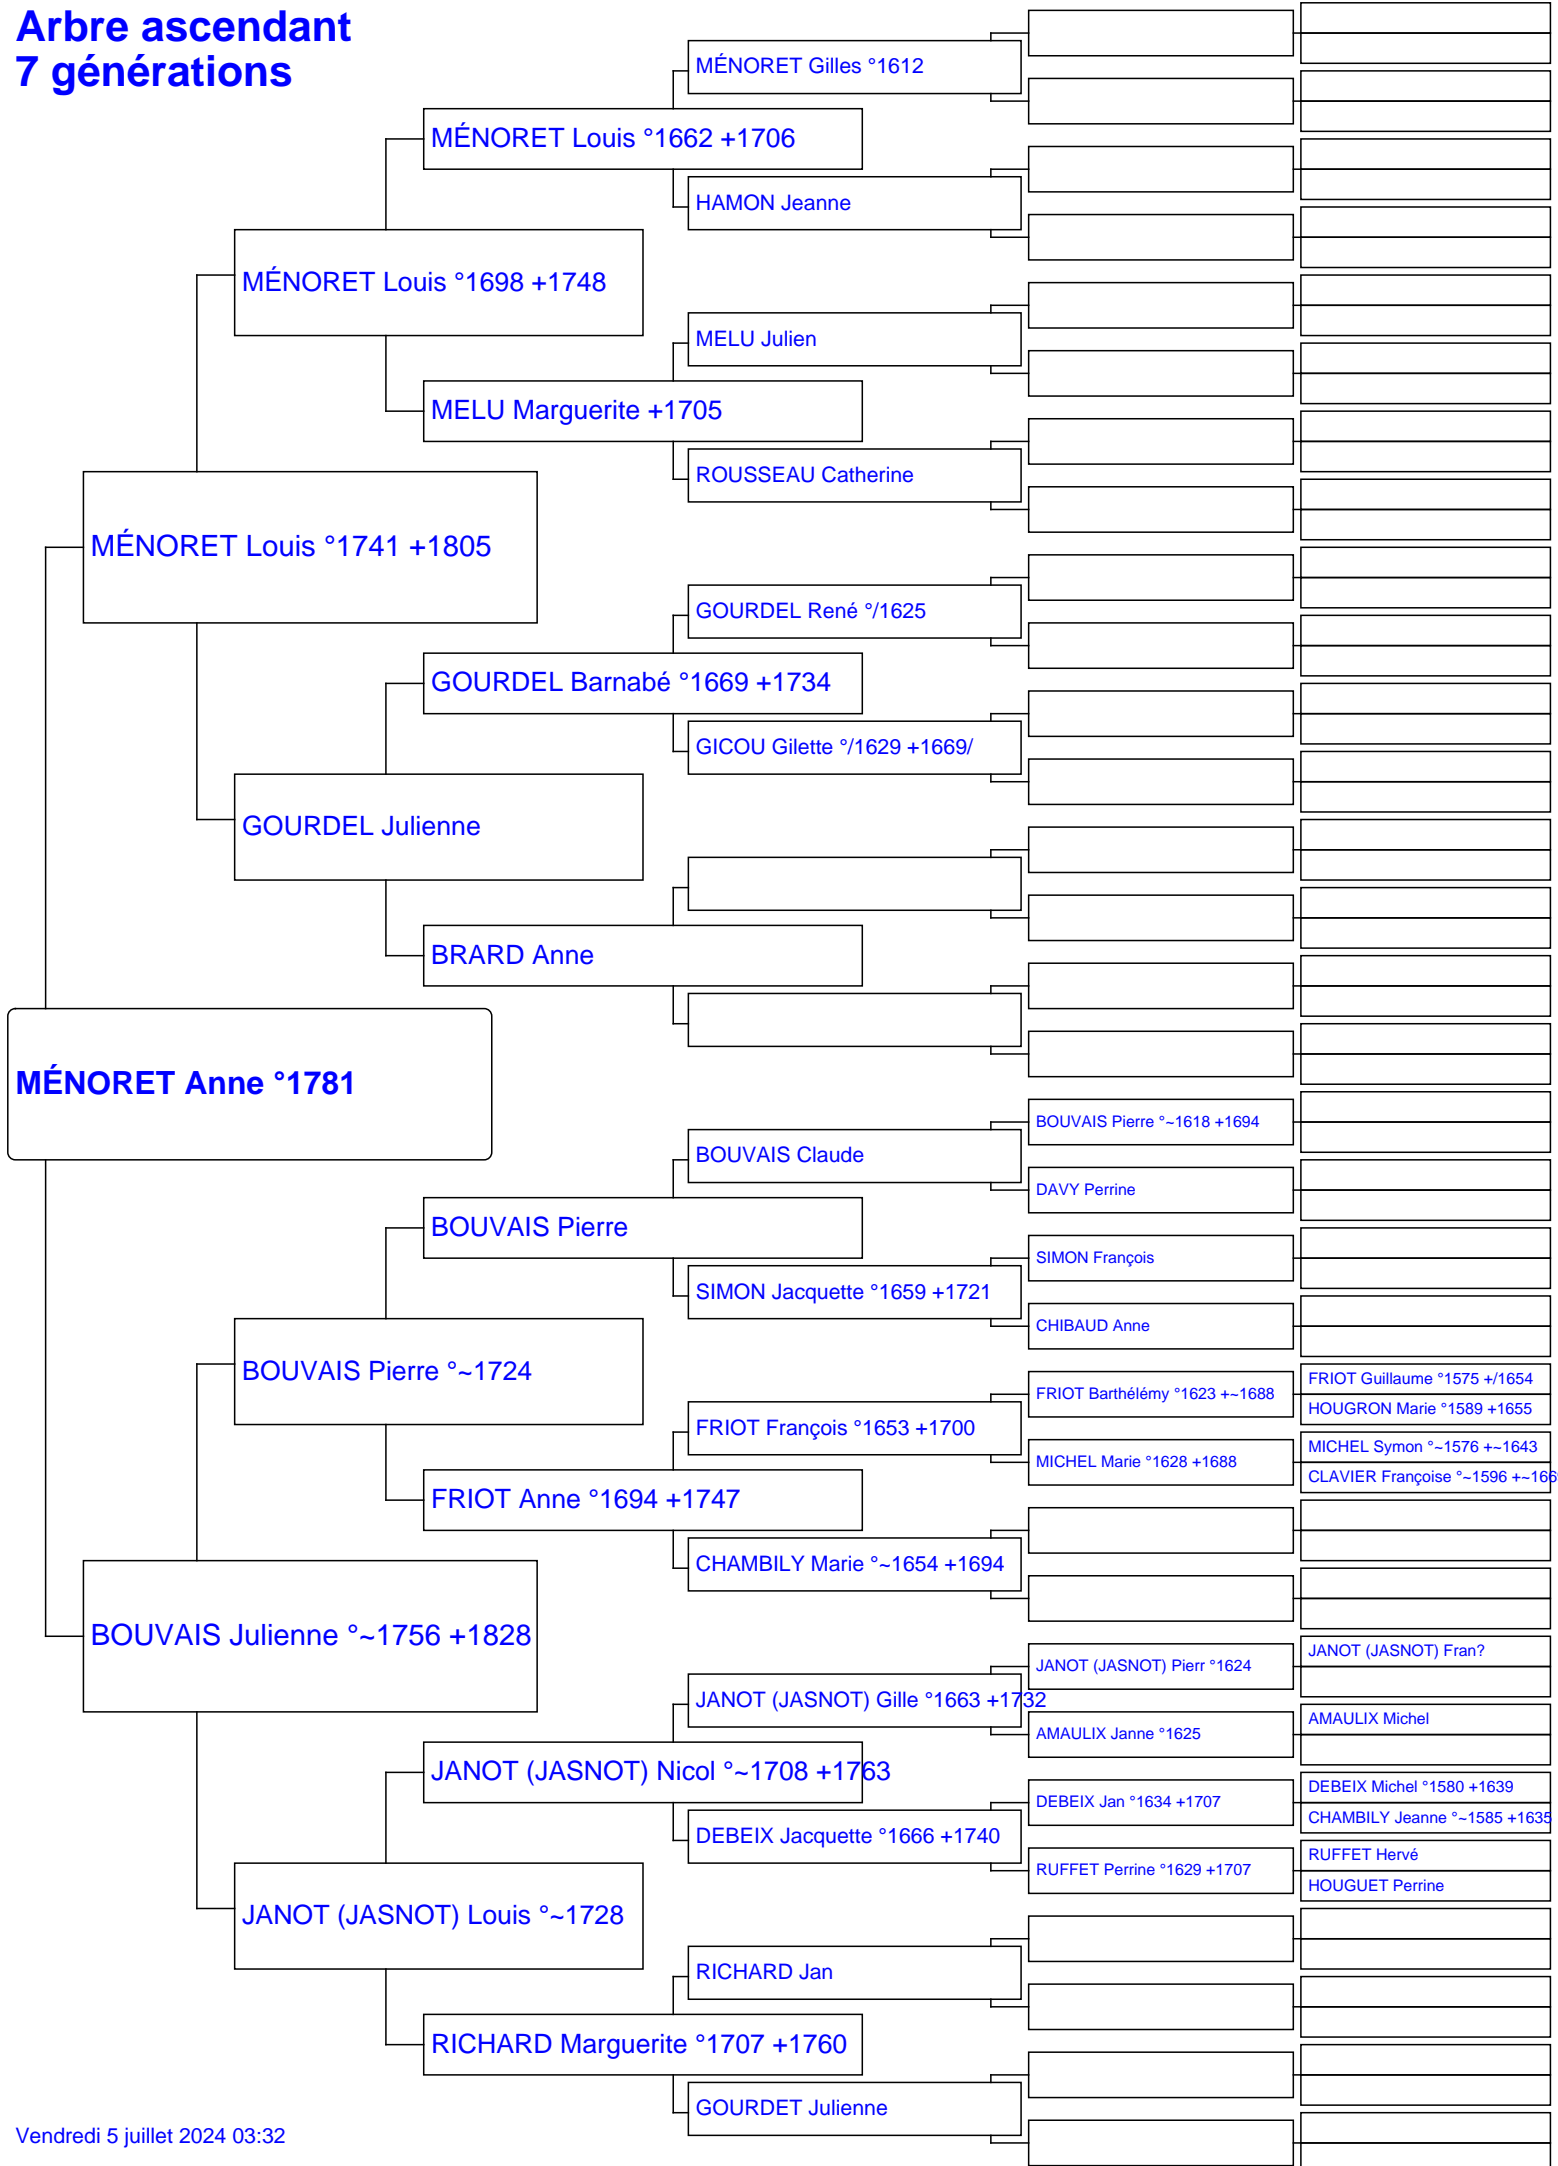 Arbre ascendant
7 générations
MÉNORET Gilles °1612
MÉNORET Louis °1662 +1706
HAMON Jeanne
MÉNORET Louis °1698 +1748
MELU Julien
MELU Marguerite +1705
ROUSSEAU Catherine
MÉNORET Louis °1741 +1805
GOURDEL René °/1625
GOURDEL Barnabé °1669 +1734
GICOU Gilette °/1629 +1669/
GOURDEL Julienne
BRARD Anne
MÉNORET Anne °1781
BOUVAIS Pierre °~1618 +1694
BOUVAIS Claude
DAVY Perrine
BOUVAIS Pierre
SIMON François
SIMON Jacquette °1659 +1721
CHIBAUD Anne
BOUVAIS Pierre °~1724
FRIOT Guillaume °1575 +/1654
FRIOT Barthélémy °1623 +~1688
HOUGRON Marie °1589 +1655
FRIOT François °1653 +1700
MICHEL Symon °~1576 +~1643
MICHEL Marie °1628 +1688
CLAVIER Françoise °~1596 +~166
FRIOT Anne °1694 +1747
CHAMBILY Marie °~1654 +1694
BOUVAIS Julienne °~1756 +1828
JANOT (JASNOT) Fran?
JANOT (JASNOT) Pierr °1624
JANOT (JASNOT) Gille °1663 +1732
AMAULIX Michel
AMAULIX Janne °1625
JANOT (JASNOT) Nicol °~1708 +1763
DEBEIX Michel °1580 +1639
DEBEIX Jan °1634 +1707
CHAMBILY Jeanne °~1585 +1635
DEBEIX Jacquette °1666 +1740
RUFFET Hervé
RUFFET Perrine °1629 +1707
HOUGUET Perrine
JANOT (JASNOT) Louis °~1728
RICHARD Jan
RICHARD Marguerite °1707 +1760
GOURDET Julienne
Vendredi 5 juillet 2024 03:32